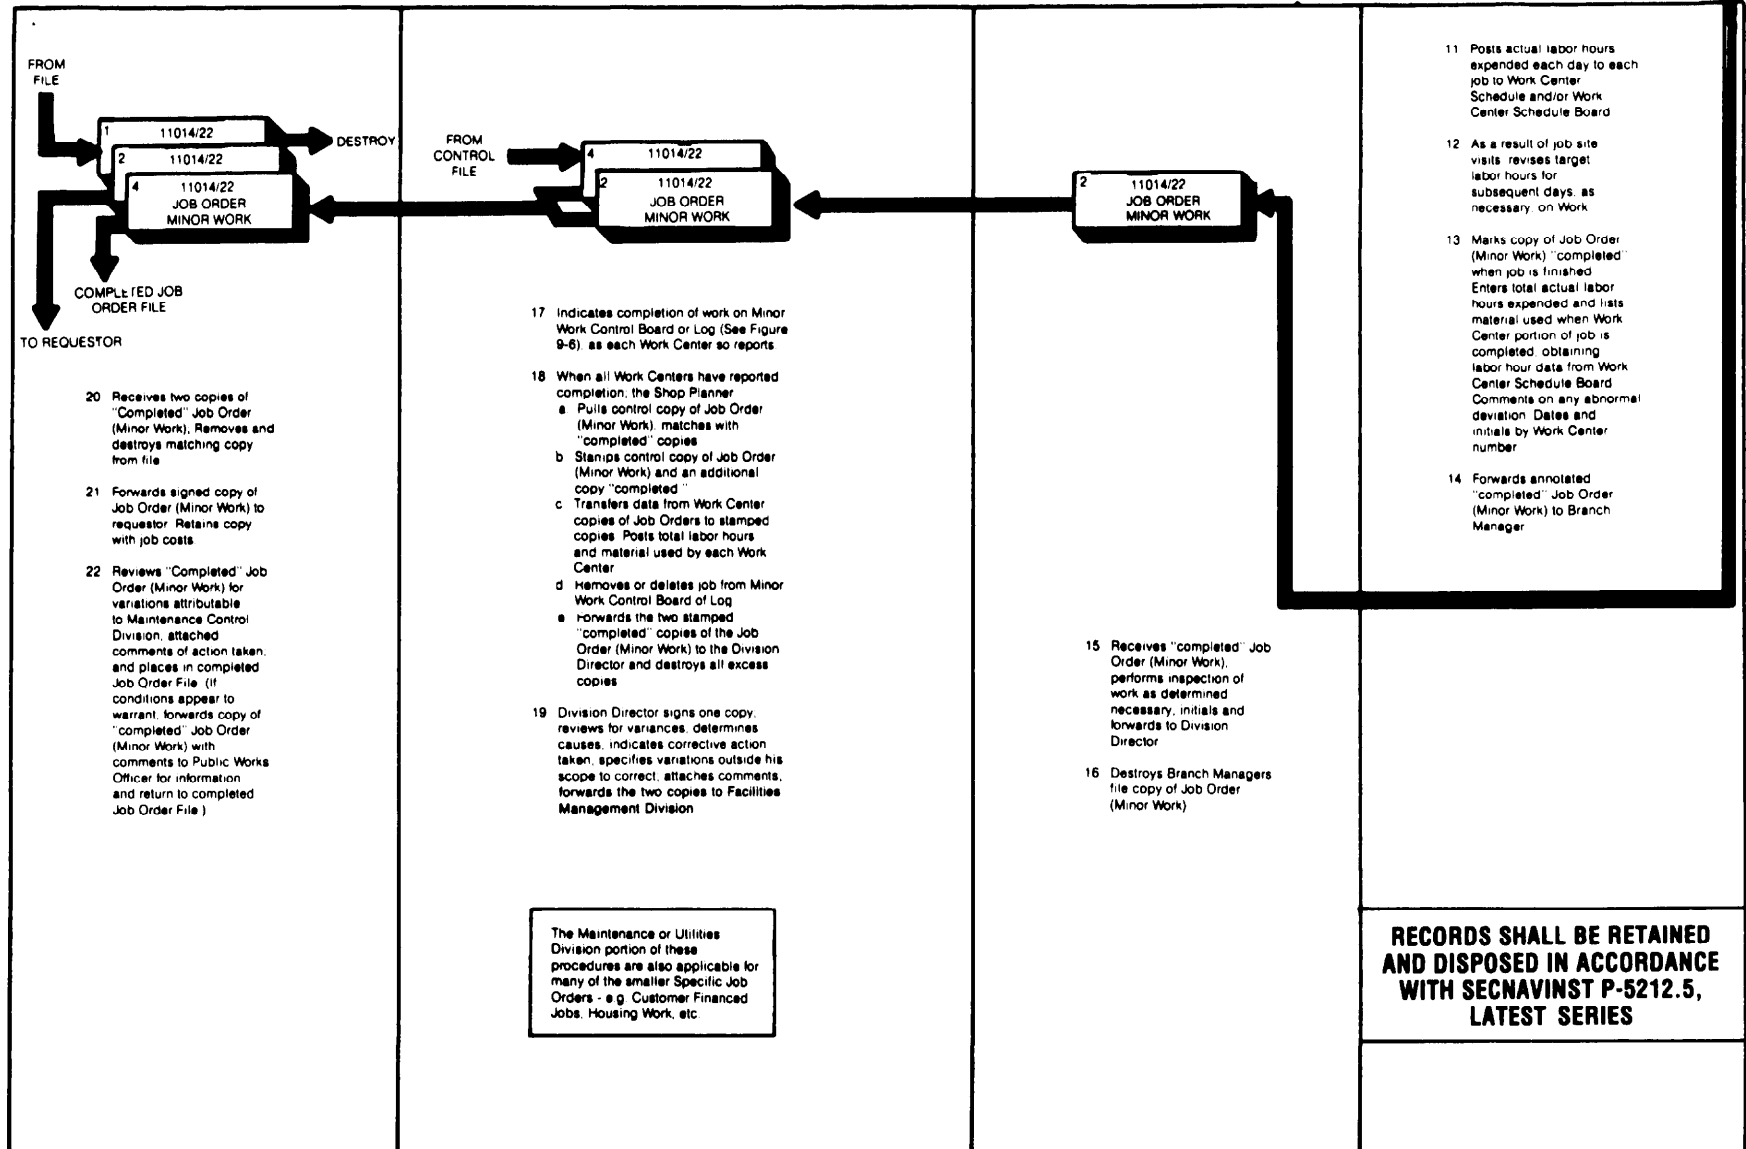 FROM
FILE
1 11014/22
2 11014/22
4 11014/22
JOB ORDER
MINOR WORK
DESTROY
COMPLETED JOB
ORDER FILE
TO REQUESTOR
20 Receives two copies of
"Completed" Job Order
(Minor Work), Removes and
destroys matching copy
from file
21 Forwards signed copy of
Job Order (Minor Work) to
requestor Retains copy
with job costs
22 Reviews "Completed" Job
Order (Minor Work) for
variations attributable
to Maintenance Control
Division, attached
comments of action taken,
and places in completed
Job Order File (If
conditions appear to
warrant, forwards copy of
"completed" Job Order
(Minor Work) with
comments to Public Works
Officer for information
and return to completed
Job Order File )
FROM
CONTROL
FILE
4 11014/22
2 11014/22
JOB ORDER
MINOR WORK
17 Indicates completion of work on Minor
Work Control Board or Log (See Figure
9-6), as each Work Center so reports
18 When all Work Centers have reported
completion, the Shop Planner
a Pulls control copy of Job Order
(Minor Work), matches with
"completed" copies
b Stamps control copy of Job Order
(Minor Work) and an additional
copy "completed "
c Transfers data from Work Center
copies of Job Orders to stamped
copies Posts total labor hours
and material used by each Work
Center
d Removes or deletes job from Minor
Work Control Board of Log
e Forwards the two stamped
"completed" copies of the Job
Order (Minor Work) to the Division
Director and destroys all excess
copies
19 Division Director signs one copy,
reviews for variances, determines
causes, indicates corrective action
taken, specifies variations outside his
scope to correct, attaches comments,
forwards the two copies to Facilities
Management Division
The Maintenance or Utilities
Division portion of these
procedures are also applicable for
many of the smaller Specific Job
Orders - e.g. Customer Financed
Jobs, Housing Work, etc.
2 11014/22
JOB ORDER
MINOR WORK
15 Receives "completed" Job
Order (Minor Work),
performs inspection of
work as determined
necessary, initials and
forwards to Division
Director
16 Destroys Branch Managers
file copy of Job Order
(Minor Work)
11 Posts actual labor hours
expended each day to each
job to Work Center
Schedule and/or Work
Center Schedule Board
12 As a result of job site
visits, revises target
labor hours for
subsequent days, as
necessary, on Work
13 Marks copy of Job Order
(Minor Work) "completed"
when job is finished
Enters total actual labor
hours expended and lists
material used when Work
Center portion of job is
completed, obtaining
labor hour data from Work
Center Schedule Board
Comments on any abnormal
deviation Dates and
initials by Work Center
number
14 Forwards annotated
"completed" Job Order
(Minor Work) to Branch
Manager
RECORDS SHALL BE RETAINED
AND DISPOSED IN ACCORDANCE
WITH SECNAVINST P-5212.5,
LATEST SERIES